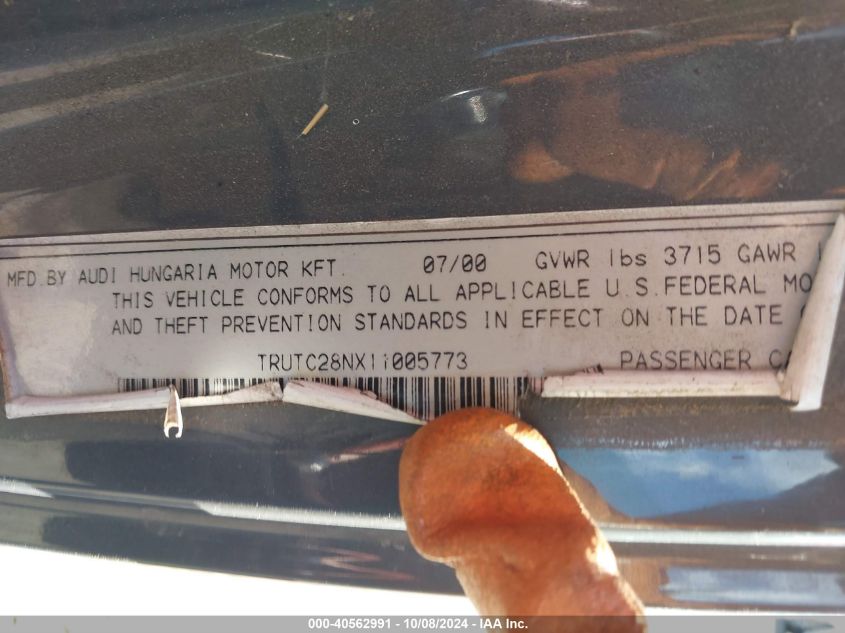 MFD.BY AUDI HUNGARIA MOTOR KFT. 07/00 GVWR lbs 3715 GAWR
THIS VEHICLE CONFORMS TO ALL APPLICABLE U.S.FEDERAL MO
AND THEFT PREVENTION STANDARDS IN EFFECT ON THE DATE
TRUTC28NX11005773 PASSENGER CA
000-40562991 - 10/08/2024 - IAA Inc.